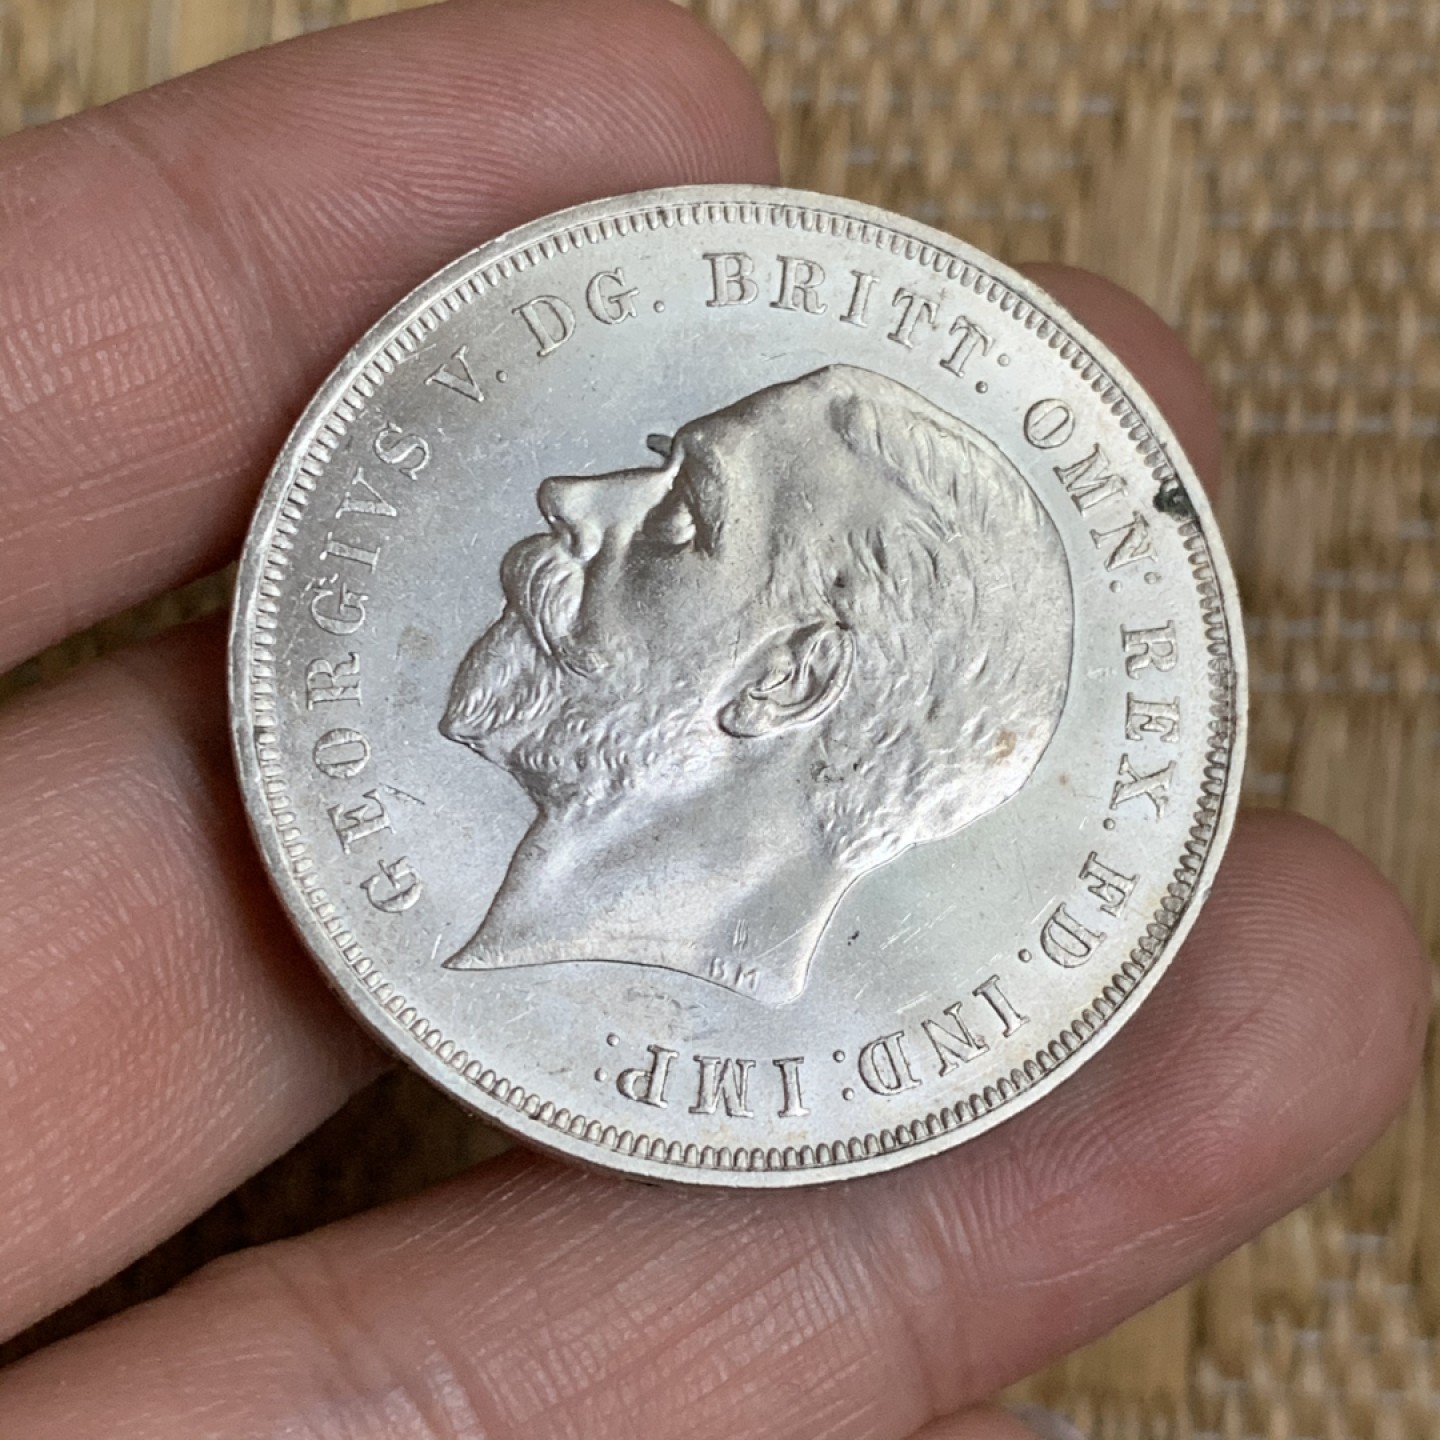 GEORGIVS V. DG. BRITT: OMN: REX. FD. IND: IMP:
BM